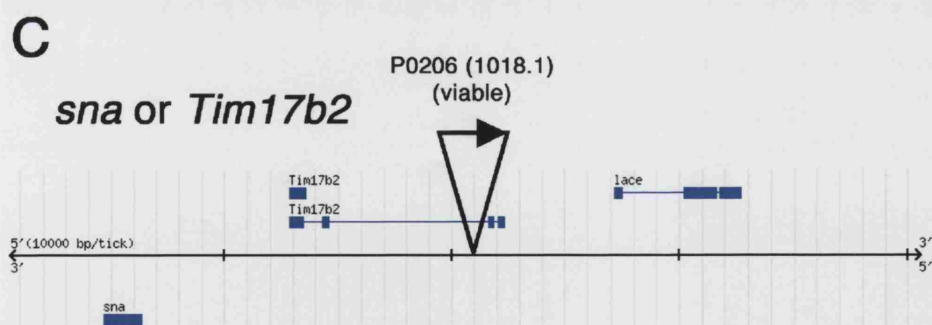 C
P0206 (1018.1)
(viable)
sna or Tim17b2
Tim17b2
lace
Tim17b2
5′(10000 bp/tick)
3′
3′
5′
sna